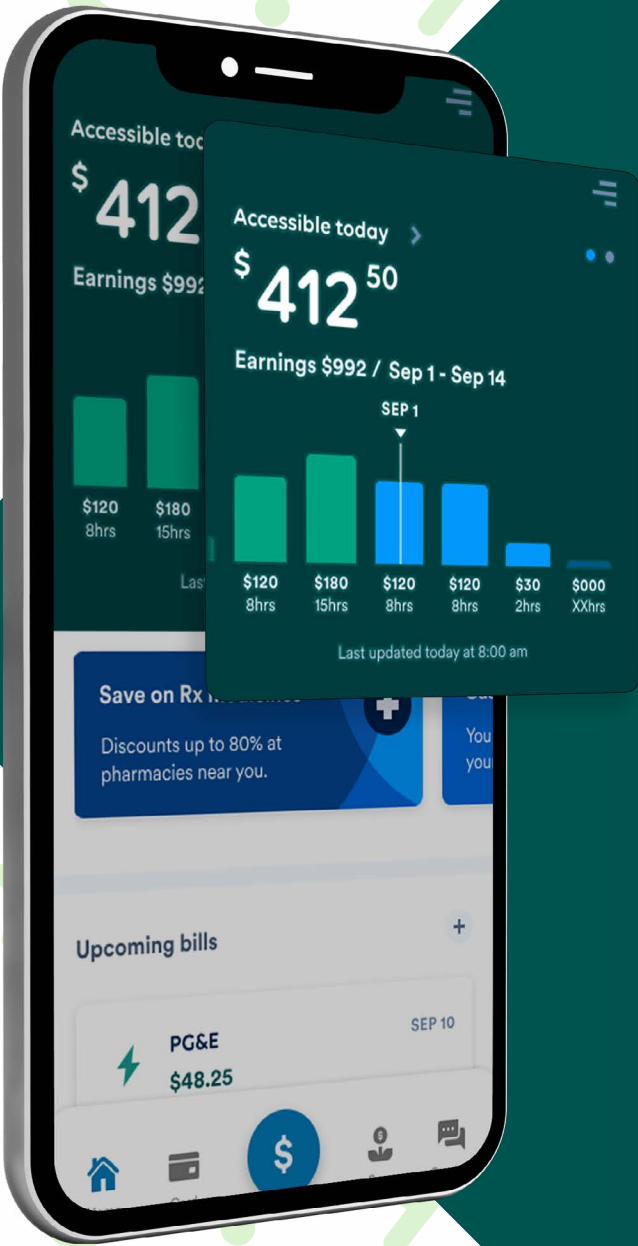 Accessible
$ 412
Earnings $992
$120 $180
8hrs 15hrs
Accessible today
$ 412 50
Earnings $992 / Sep 1 - Sep 14
SEP 1
$120 $180 $120 $120 $30 $000
8hrs 15hrs 8hrs 8hrs 2hrs XXhrs
Last updated today at 8:00 am
Save on Rx
Discounts up to 80% at
pharmacies near you.
You
Upcoming bills
+
PG&E
SEP 10
$48.25
$